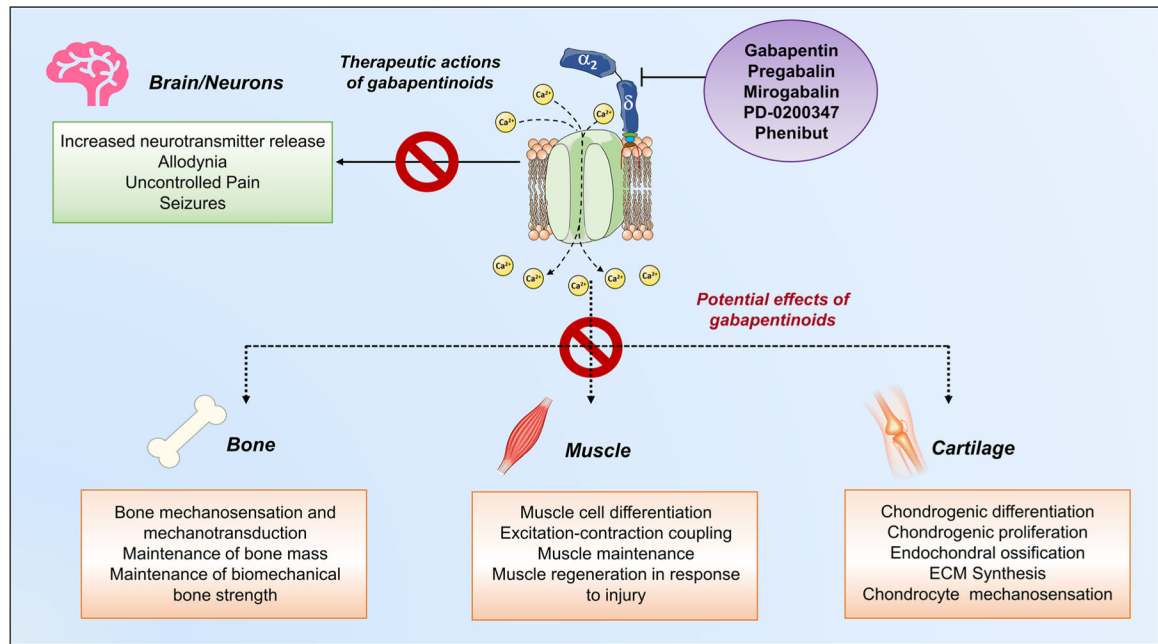 Brain/Neurons
Therapeutic actions
of gabapentinoids
α₂
δ
Gabapentin
Pregabalin
Mirogabalin
PD-0200347
Phenibut
Ca²⁺
Ca²⁺
Ca²⁺
Ca²⁺
Increased neurotransmitter release
Allodynia
Uncontrolled Pain
Seizures
Ca²⁺
Ca²⁺
Ca²⁺
Ca²⁺
Ca²⁺
Potential effects of
gabapentinoids
Bone
Bone mechanosensation and
mechanotransduction
Maintenance of bone mass
Maintenance of biomechanical
bone strength
Muscle
Muscle cell differentiation
Excitation-contraction coupling
Muscle maintenance
Muscle regeneration in response
to injury
Cartilage
Chondrogenic differentiation
Chondrogenic proliferation
Endochondral ossification
ECM Synthesis
Chondrocyte mechanosensation